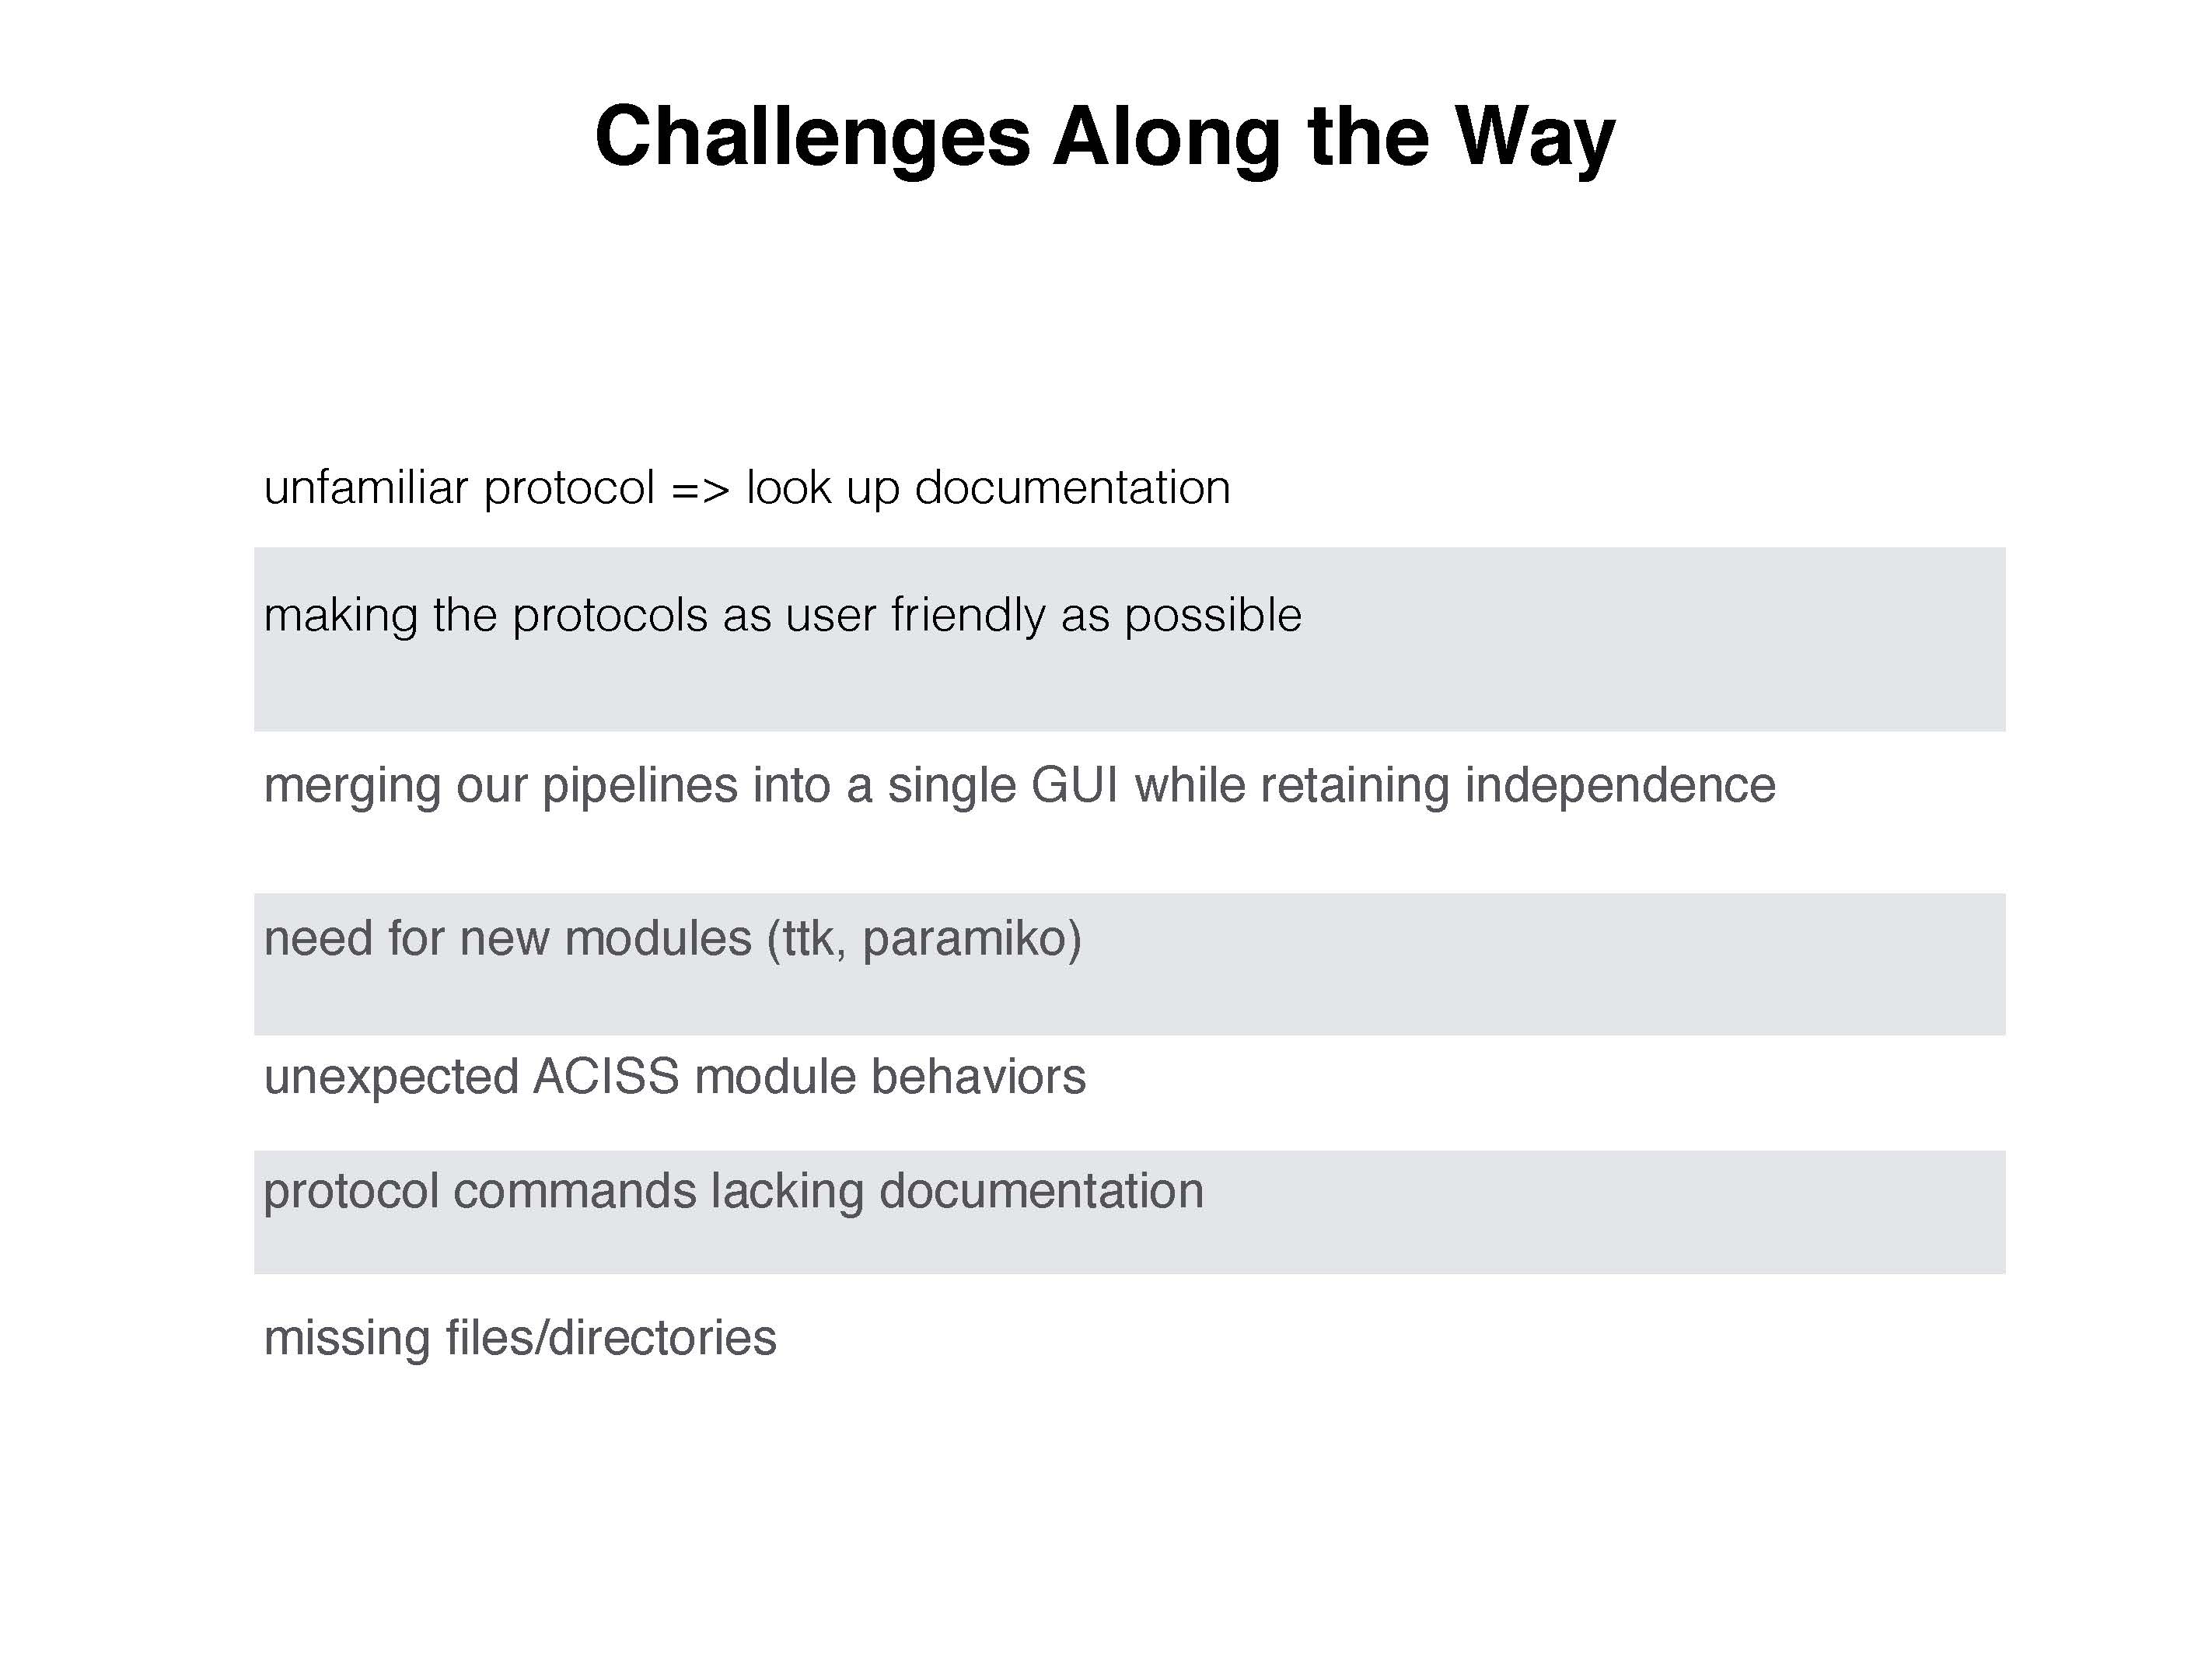 Challenges Along the Way
unfamiliar protocol => look up documentation
making the protocols as user friendly as possible
merging our pipelines into a single GUI while retaining independence
need for new modules (ttk, paramiko)
unexpected ACISS module behaviors
protocol commands lacking documentation
missing files/directories